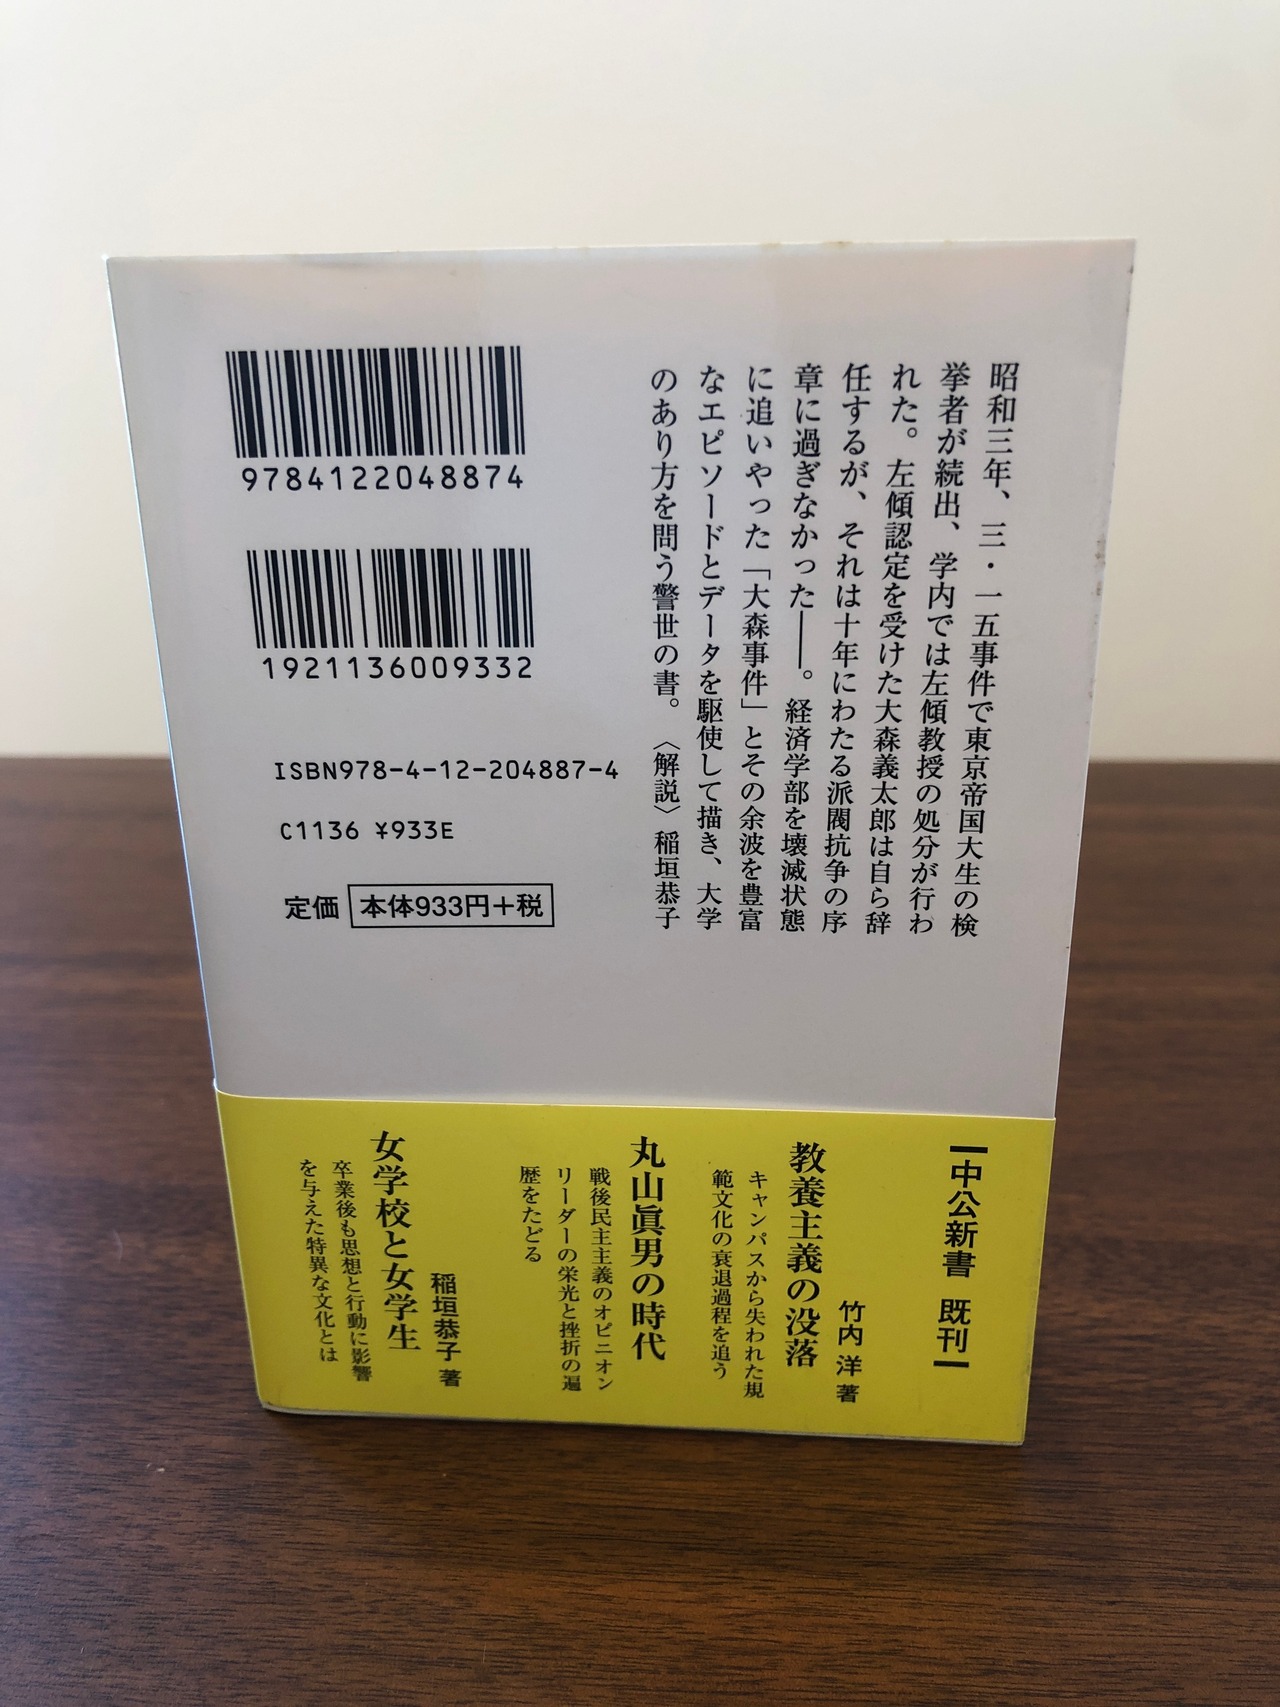 昭和三年、三・一五事件で東京帝国大生の検
挙者が続出、学内では左傾教授の処分が行わ
れた。左傾認定を受けた大森義太郎は自ら辞
任するが、それは十年にわたる派閥抗争の序
章に過ぎなかった――。経済学部を壊滅状態
に追いやった「大森事件」とその余波を豊富
なエピソードとデータを駆使して描き、大学
のあり方を問う警世の書。〈解説〉稲垣恭子
9784122048874
1921136009332
ISBN978-4-12-204887-4
C1136 ¥933E
定価 本体933円+税
中公新書 既刊
竹内 洋 著
教養主義の没落
キャンパスから失われた規
範文化の衰退過程を追う
丸山眞男の時代
戦後民主主義のオピニオン
リーダーの栄光と挫折の遍
歴をたどる
稲垣恭子 著
女学校と女学生
卒業後も思想と行動に影響
を与えた特異な文化とは